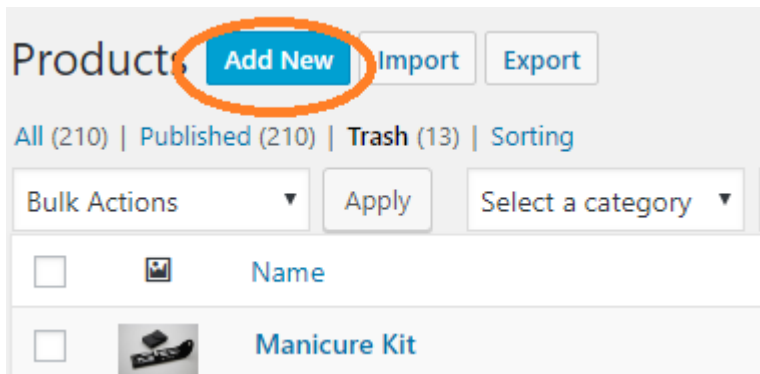 Products Add New Import Export
All (210) | Published (210) | Trash (13) | Sorting
Bulk Actions Apply Select a category
Name
Manicure Kit